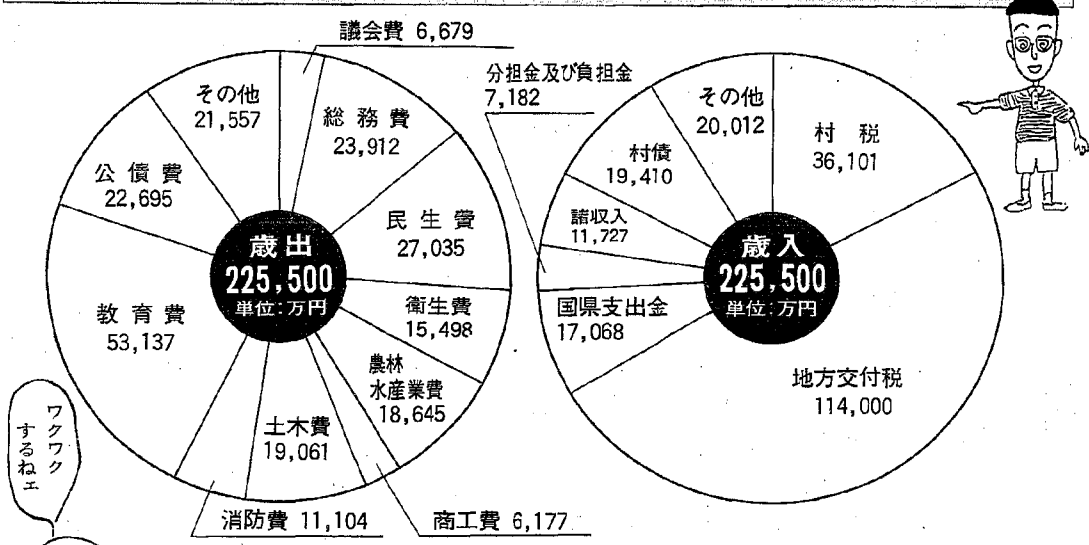 議会費 6,679
総務費
23,912
民生費
27,035
衛生費
15,498
農林
水産業費
18,645
商工費 6,177
土木費
19,061
消防費 11,104
教育費
53,137
公債費
22,695
その他
21,557
歳出
225,500
単位:万円
村税
36,101
地方交付税
114,000
国県支出金
17,068
分担金及び負担金
7,182
諸収入
11,727
村債
19,410
その他
20,012
歳入
225,500
単位:万円
ワクワク
するねエ